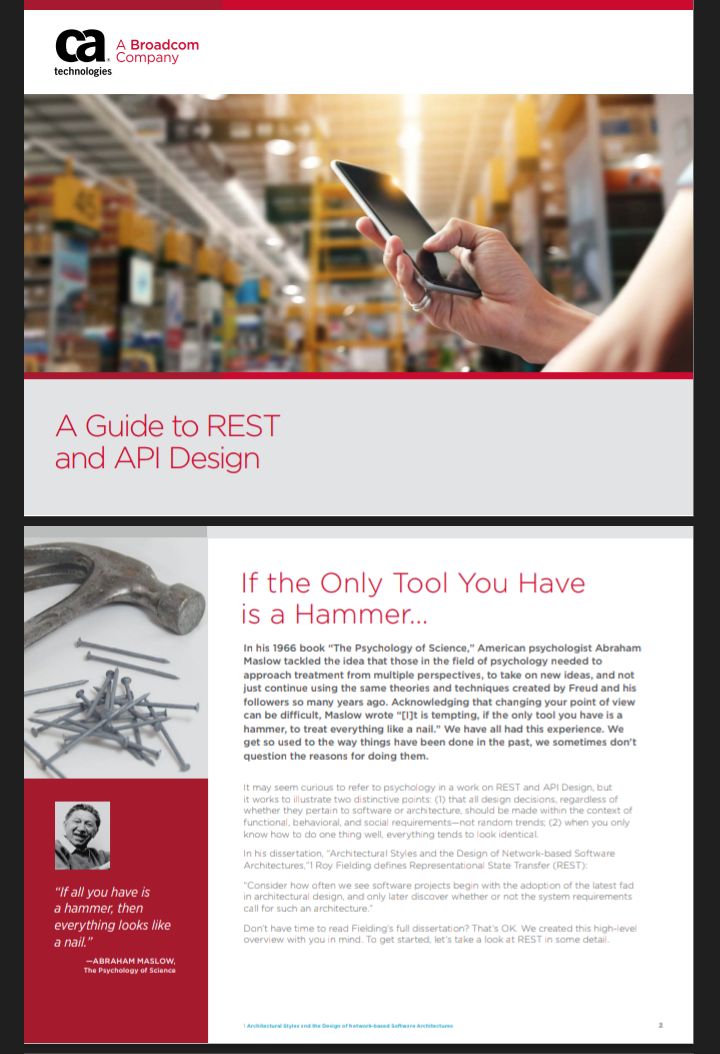 ca
technologies
A Broadcom
Company
45
A Guide to REST
and API Design
If the Only Tool You Have
is a Hammer...
In his 1966 book “The Psychology of Science,” American psychologist Abraham
Maslow tackled the idea that those in the field of psychology needed to
approach treatment from multiple perspectives, to take on new ideas, and not
just continue using the same theories and techniques created by Freud and his
followers so many years ago. Acknowledging that changing your point of view
can be difficult, Maslow wrote “[I]t is tempting, if the only tool you have is a
hammer, to treat everything like a nail.” We have all had this experience. We
get so used to the way things have been done in the past, we sometimes don’t
question the reasons for doing them.
It may seem curious to refer to psychology in a work on REST and API Design, but
it works to illustrate two distinctive points: (1) that all design decisions, regardless of
whether they pertain to software or architecture, should be made within the context of
functional, behavioral, and social requirements—not random trends; (2) when you only
know how to do one thing well, everything tends to look identical.
In his dissertation, “Architectural Styles and the Design of Network-based Software
Architectures,”1 Roy Fielding defines Representational State Transfer (REST):
“Consider how often we see software projects begin with the adoption of the latest fad
in architectural design, and only later discover whether or not the system requirements
call for such an architecture.”
Don’t have time to read Fielding’s full dissertation? That’s OK. We created this high-level
overview with you in mind. To get started, let’s take a look at REST in some detail.
“If all you have is
a hammer, then
everything looks like
a nail.”
—ABRAHAM MASLOW,
The Psychology of Science
1 Architectural Styles and the Design of Network-based Software Architectures
2